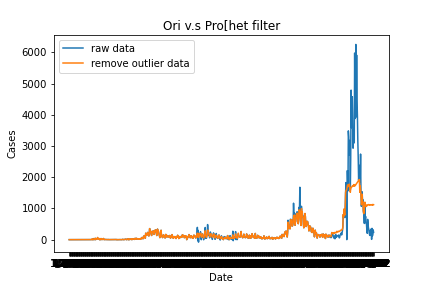 Ori v.s Pro[het filter
raw data
remove outlier data
6000
5000
4000
3000
2000
1000
0
Cases
Date